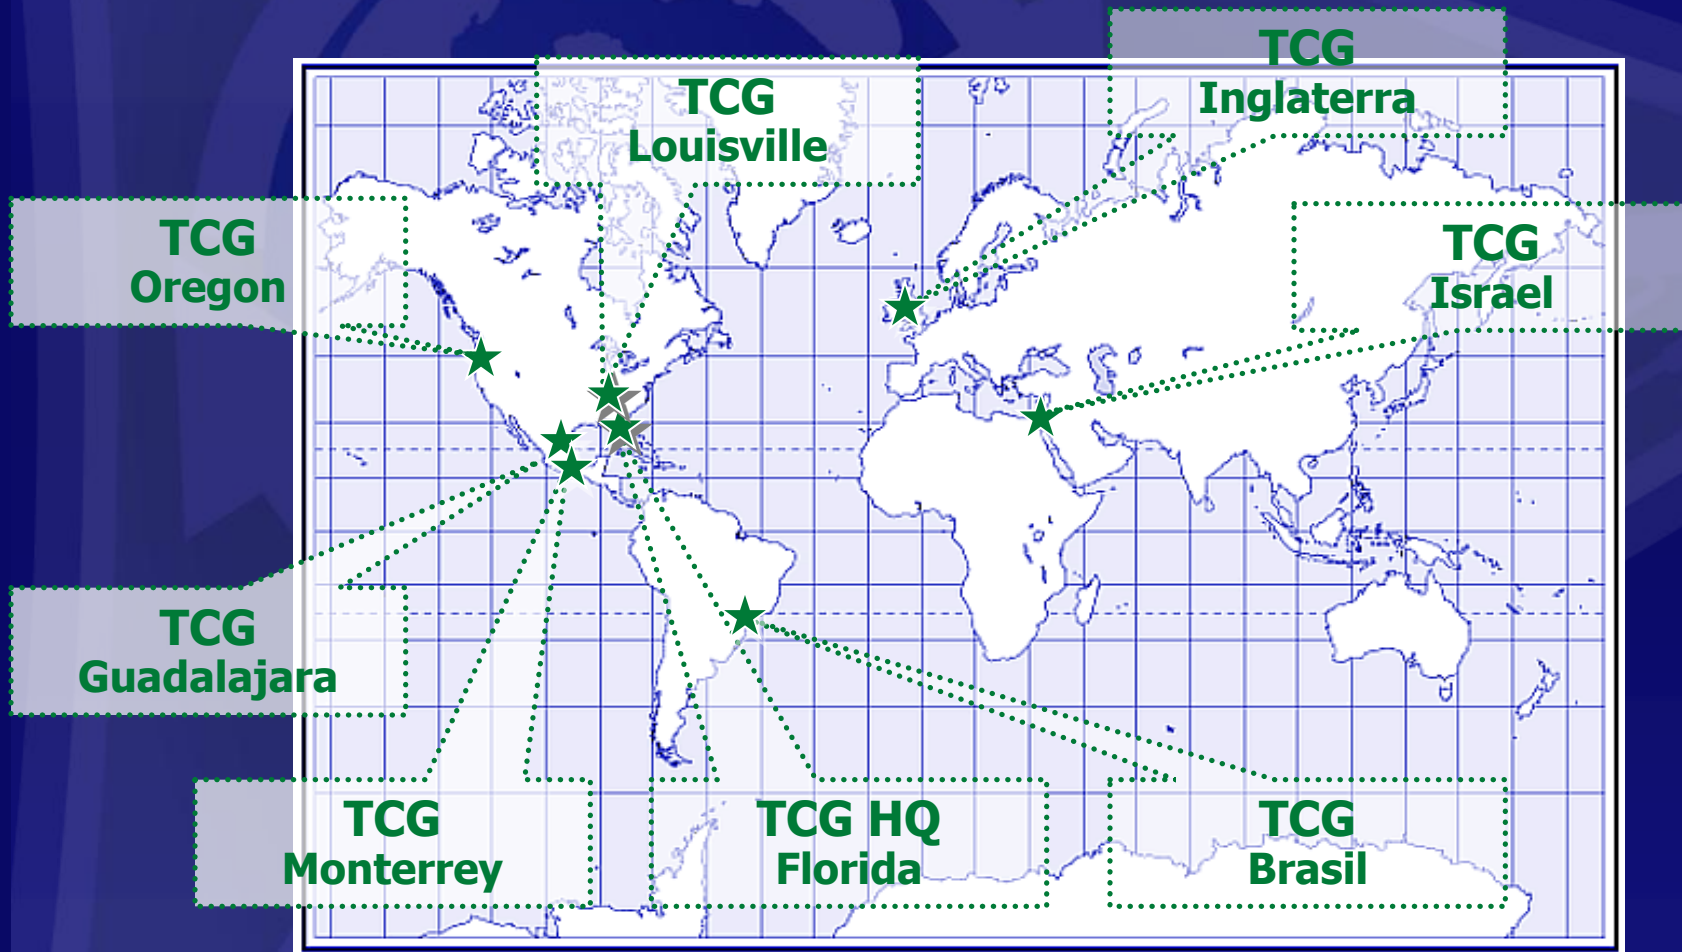 TCG
Inglaterra
TCG
Louisville
TCG
Oregon
TCG
Israel
TCG
Guadalajara
TCG
Monterrey
TCG HQ
Florida
TCG
Brasil